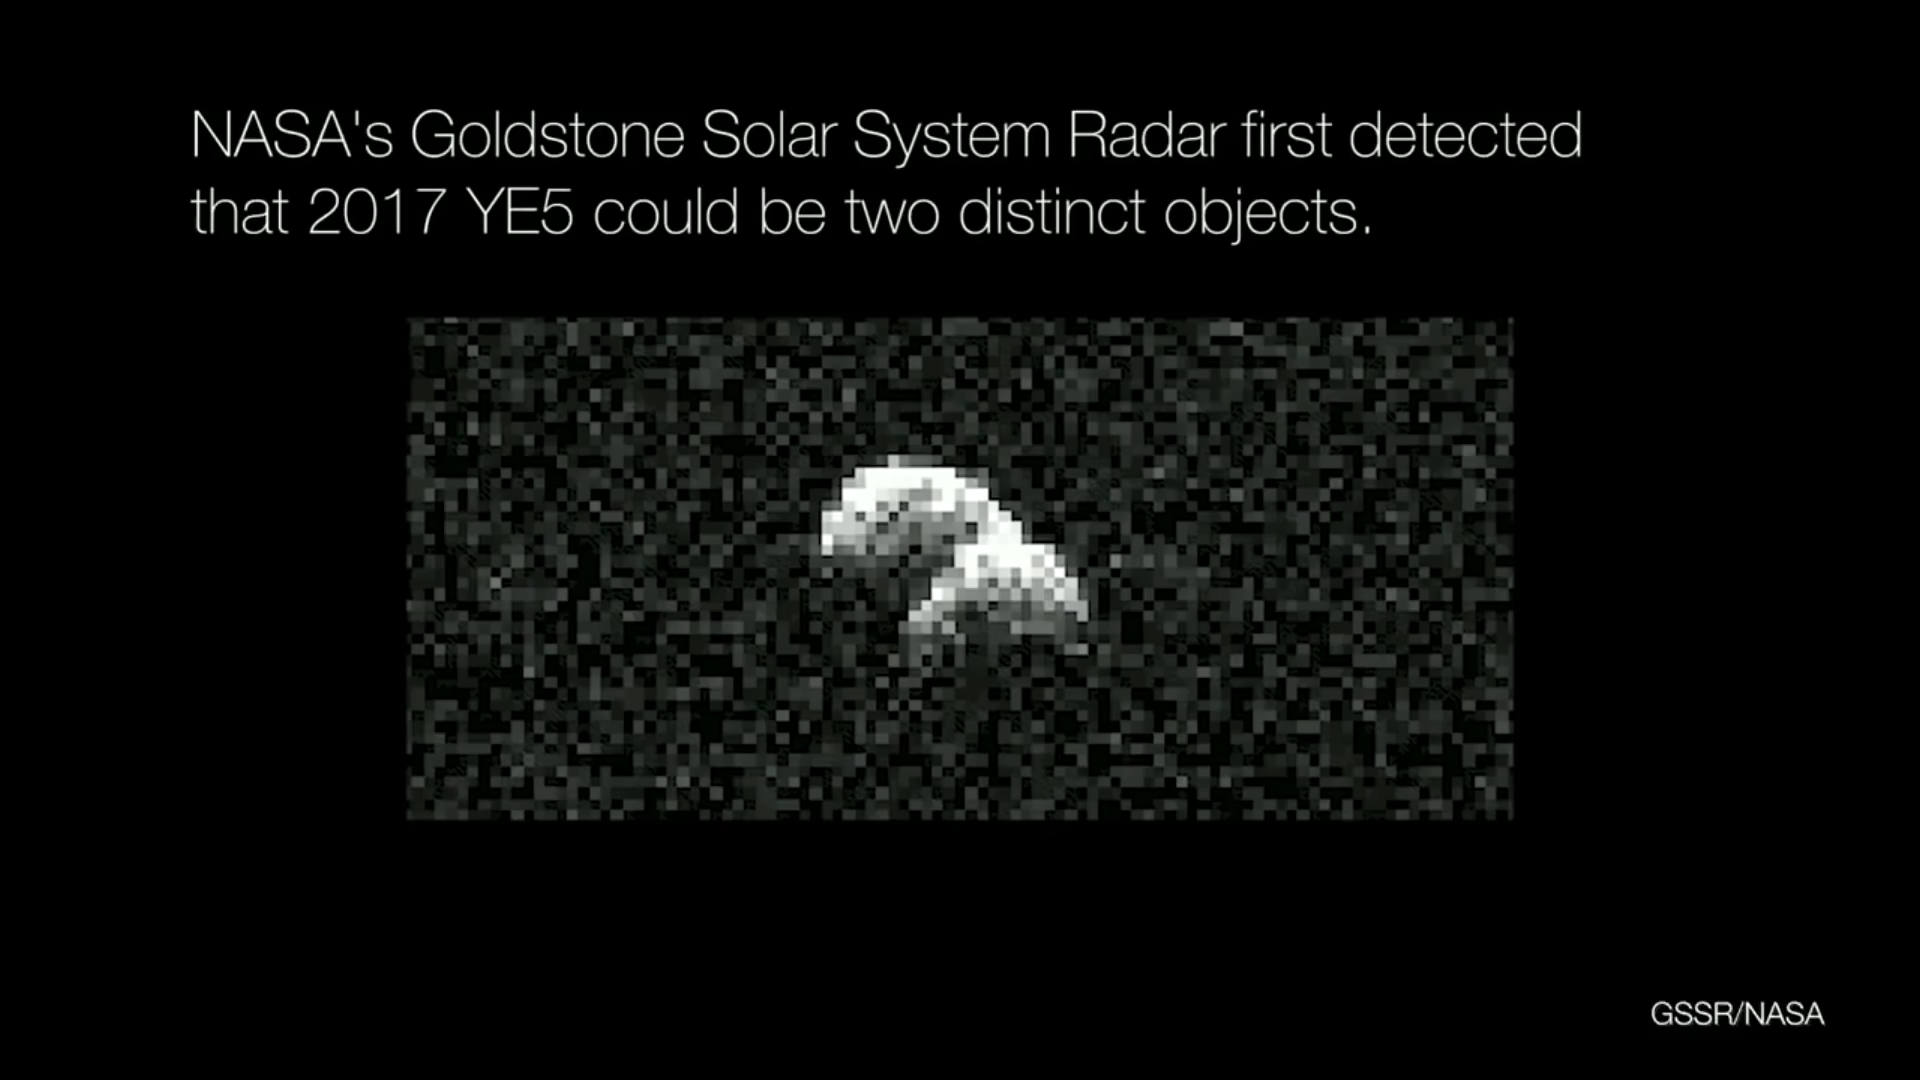 NASA's Goldstone Solar System Radar first detected
that 2017 YE5 could be two distinct objects.
GSSR/NASA